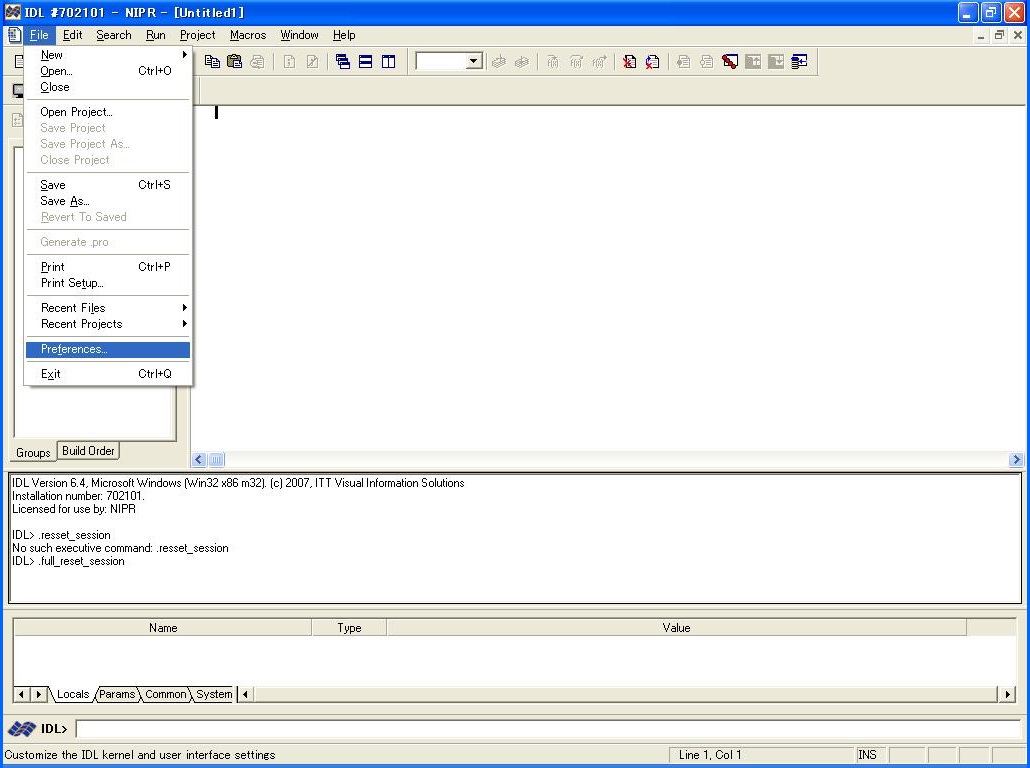 IDL #702101 - NIPR - [Untitled1]
File Edit Search Run Project Macros Window Help
New
Open... Ctrl+O
Close
Open Project...
Save Project
Save Project As...
Close Project
Save Ctrl+S
Save As...
Revert To Saved
Generate .pro
Print Ctrl+P
Print Setup...
Recent Files
Recent Projects
Preferences...
Exit Ctrl+Q
Groups Build Order
IDL Version 6.4, Microsoft Windows (Win32 x86 m32). (c) 2007, ITT Visual Information Solutions
Installation number: 702101.
Licensed for use by: NIPR
IDL> .resset_session
No such executive command: .resset_session
IDL> .full_reset_session
Name Type Value
Locals Params Common System
IDL>
Customize the IDL kernel and user interface settings Line 1, Col 1 INS